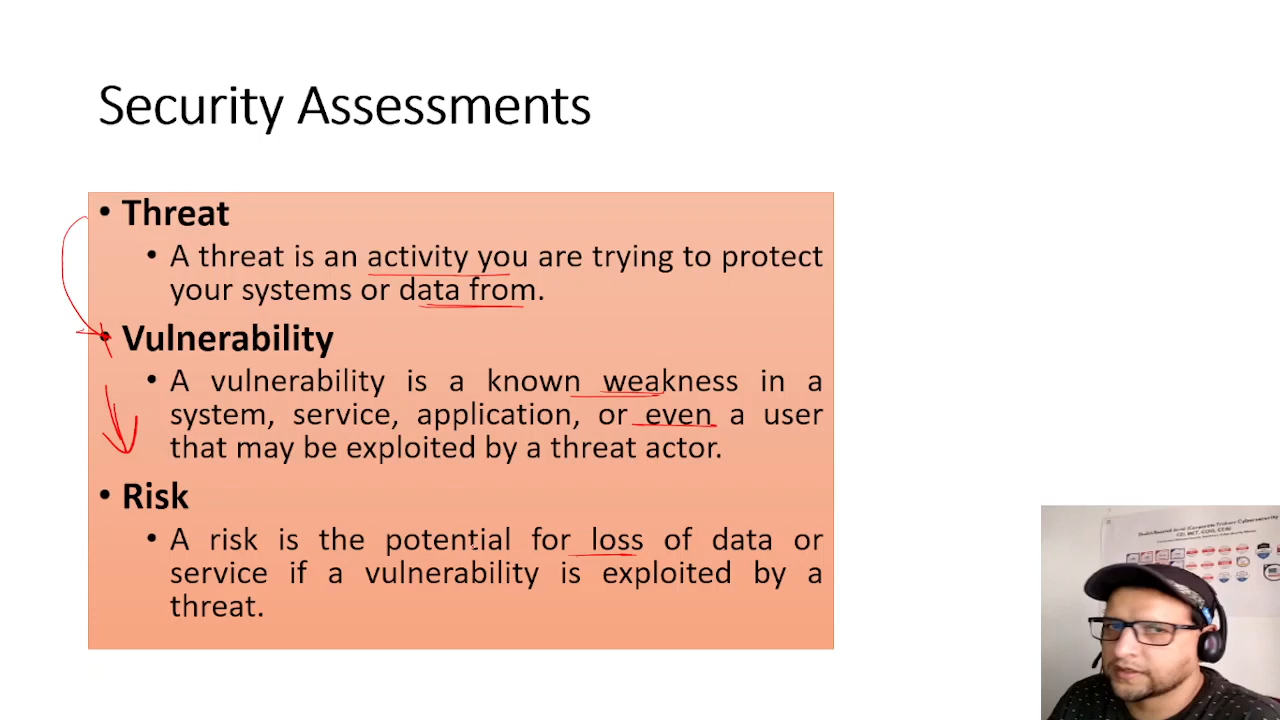 Security Assessments
• Threat
• A threat is an activity you are trying to protect
your systems or data from.
• Vulnerability
• A vulnerability is a known weakness in a
system, service, application, or even a user
that may be exploited by a threat actor.
• Risk
• A risk is the potential for loss of data or
service if a vulnerability is exploited by a
threat.